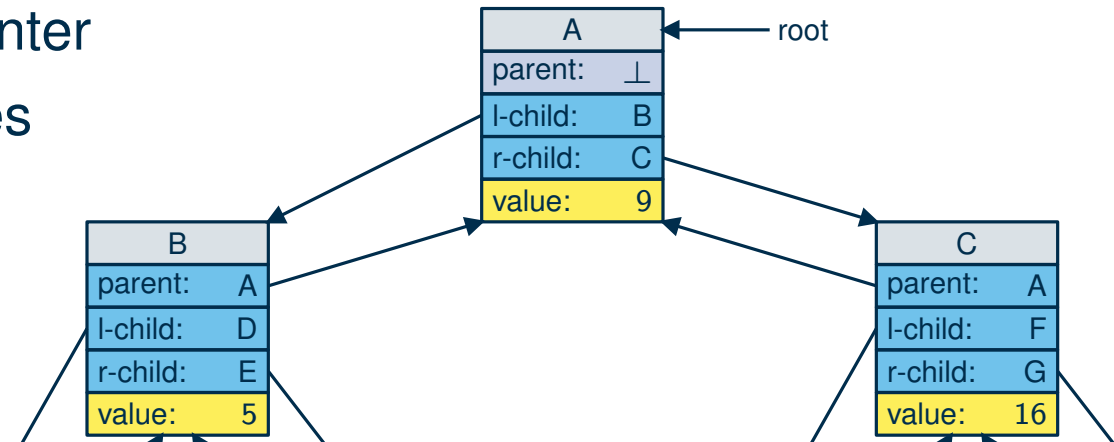 nter
es
A
root
parent: ⊥
l-child: B
r-child: C
value: 9
B
parent: A
l-child: D
r-child: E
value: 5
C
parent: A
l-child: F
r-child: G
value: 16